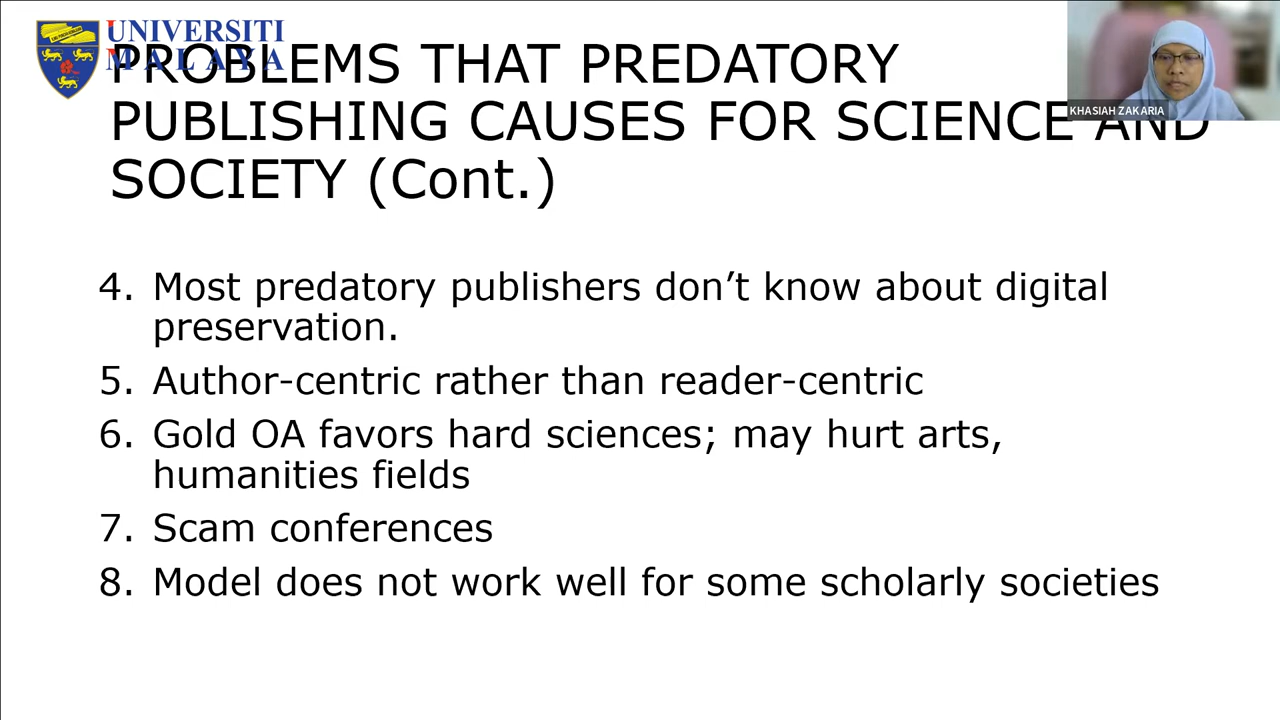 UNIVERSITI
MALAYA
PROBLEMS THAT PREDATORY
PUBLISHING CAUSES FOR SCIENCE AND
SOCIETY (Cont.)
KHASIAH ZAKARIA
4. Most predatory publishers don’t know about digital
preservation.
5. Author-centric rather than reader-centric
6. Gold OA favors hard sciences; may hurt arts,
humanities fields
7. Scam conferences
8. Model does not work well for some scholarly societies